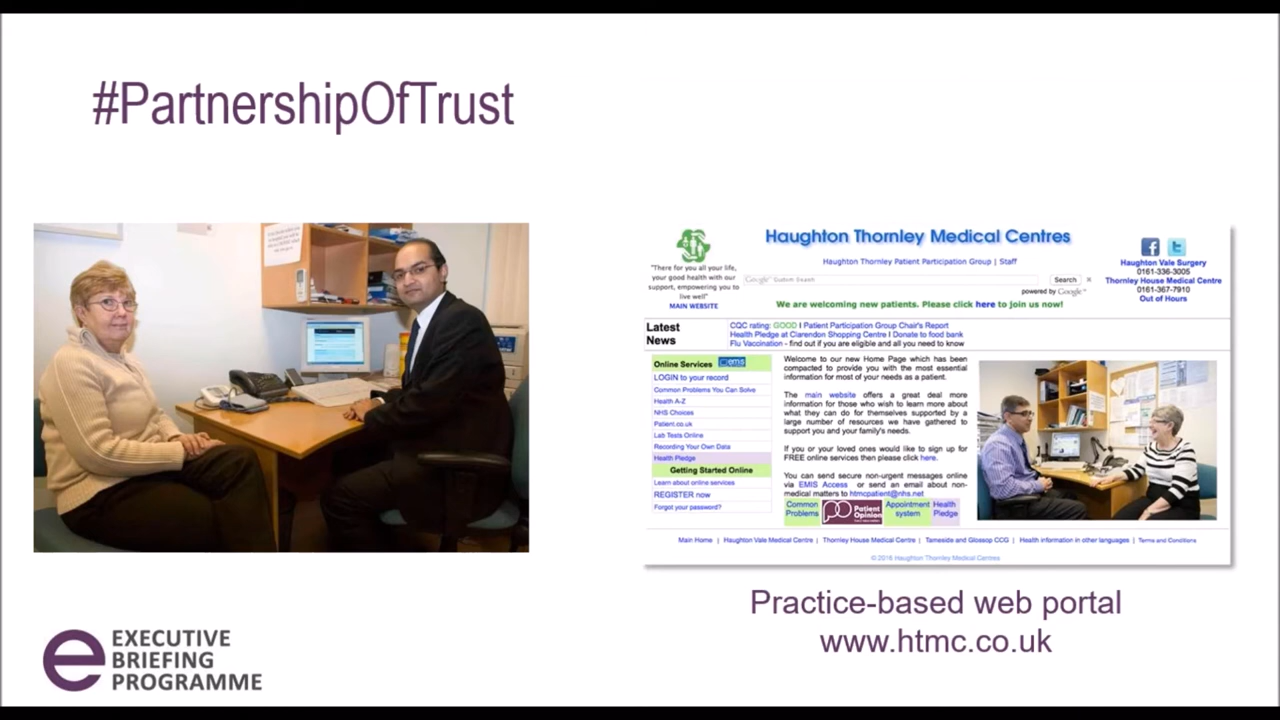 #PartnershipOfTrust
Haughton Thornley Medical Centres
Haughton Thornley Patient Participation Group | Staff
"There for you all your life,
your good health with our
support, empowering you to
live well"
MAIN WEBSITE
Google Custom Search
Search
powered by Google
We are welcoming new patients. Please click here to join us now!
Haughton Vale Surgery
0161-336-3005
Thornley House Medical Centre
0161-367-7910
Out of Hours
Latest
News
CQC rating: GOOD I Patient Participation Group Chair's Report
Health Pledge at Clarendon Shopping Centre I Donate to food bank
Flu Vaccination - find out if you are eligible and all you need to know
Online Services emis
LOGIN to your record
Common Problems You Can Solve
Health A-Z
NHS Choices
Patient.co.uk
Lab Tests Online
Recording Your Own Data
Health Pledge
Getting Started Online
Learn about online services
REGISTER now
Forgot your password?
Welcome to our new Home Page which has been
compacted to provide you with the most essential
information for most of your needs as a patient.
The main website offers a great deal more
information for those who wish to learn more about
what they can do for themselves supported by a
large number of resources we have gathered to
support you and your family's needs.
If you or your loved ones would like to sign up for
FREE online services then please click here.
You can send secure non-urgent messages online
via EMIS Access or send an email about non-
medical matters to htmcpatient@nhs.net
Common
Problems
Patient
Opinion
Appointment
system
Health
Pledge
Main Home | Haughton Vale Medical Centre | Thornley House Medical Centre | Tameside and Glossop CCG | Health information in other languages | Terms and Conditions
© 2016 Haughton Thornley Medical Centres
Practice-based web portal
www.htmc.co.uk
e EXECUTIVE
BRIEFING
PROGRAMME